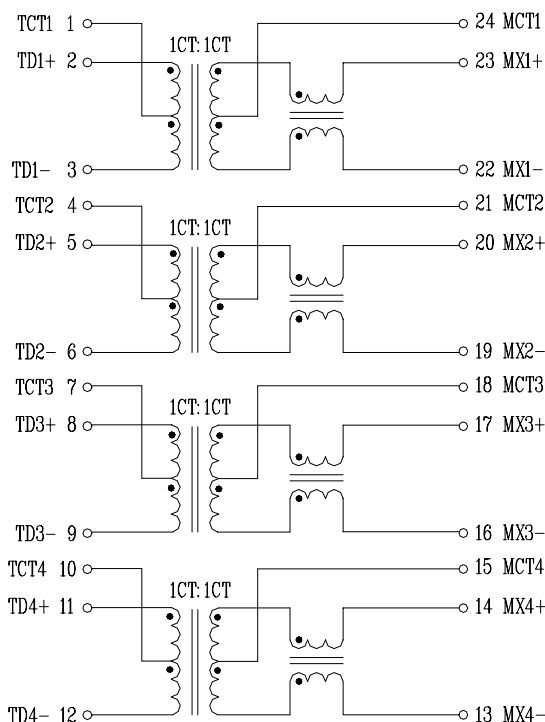 TCT1 1 24 MCT1
1CT:1CT
TD1+ 2 23 MX1+
TD1- 3 22 MX1-
TCT2 4 21 MCT2
1CT:1CT
TD2+ 5 20 MX2+
TD2- 6 19 MX2-
TCT3 7 18 MCT3
1CT:1CT
TD3+ 8 17 MX3+
TD3- 9 16 MX3-
TCT4 10 15 MCT4
1CT:1CT
TD4+ 11 14 MX4+
TD4- 12 13 MX4-